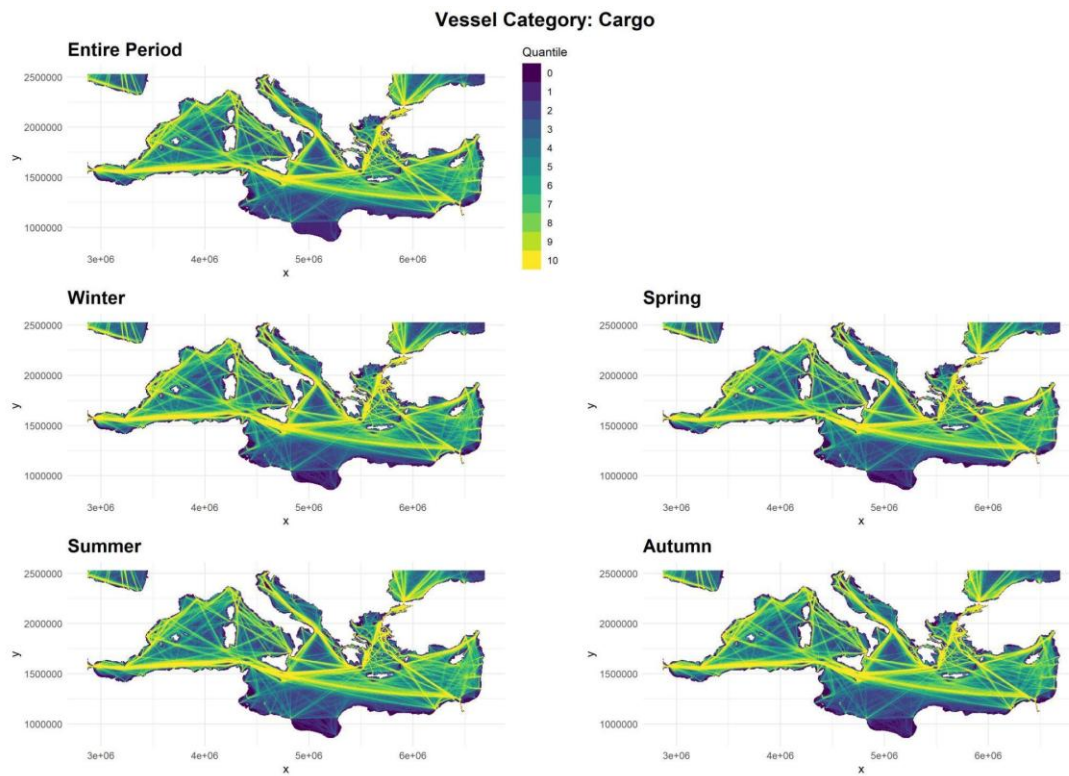 Vessel Category: Cargo
Entire Period
Quantile
0
1
2
3
4
5
6
7
8
9
10
2500000
2000000
1500000
1000000
y
3e+06 4e+06 5e+06 6e+06
x
Winter
2500000
2000000
1500000
1000000
y
3e+06 4e+06 5e+06 6e+06
x
Spring
2500000
2000000
1500000
1000000
y
3e+06 4e+06 5e+06 6e+06
x
Summer
2500000
2000000
1500000
1000000
y
3e+06 4e+06 5e+06 6e+06
x
Autumn
2500000
2000000
1500000
1000000
y
3e+06 4e+06 5e+06 6e+06
x